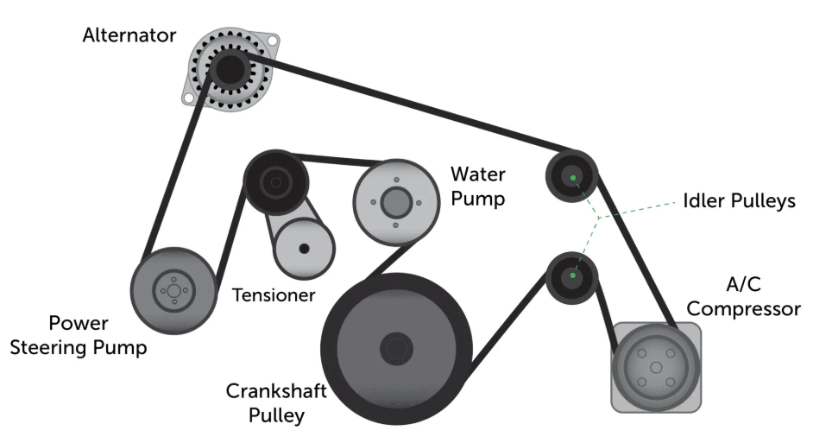 Alternator
Water
Pump
Idler Pulleys
A/C
Compressor
Tensioner
Power
Steering Pump
Crankshaft
Pulley